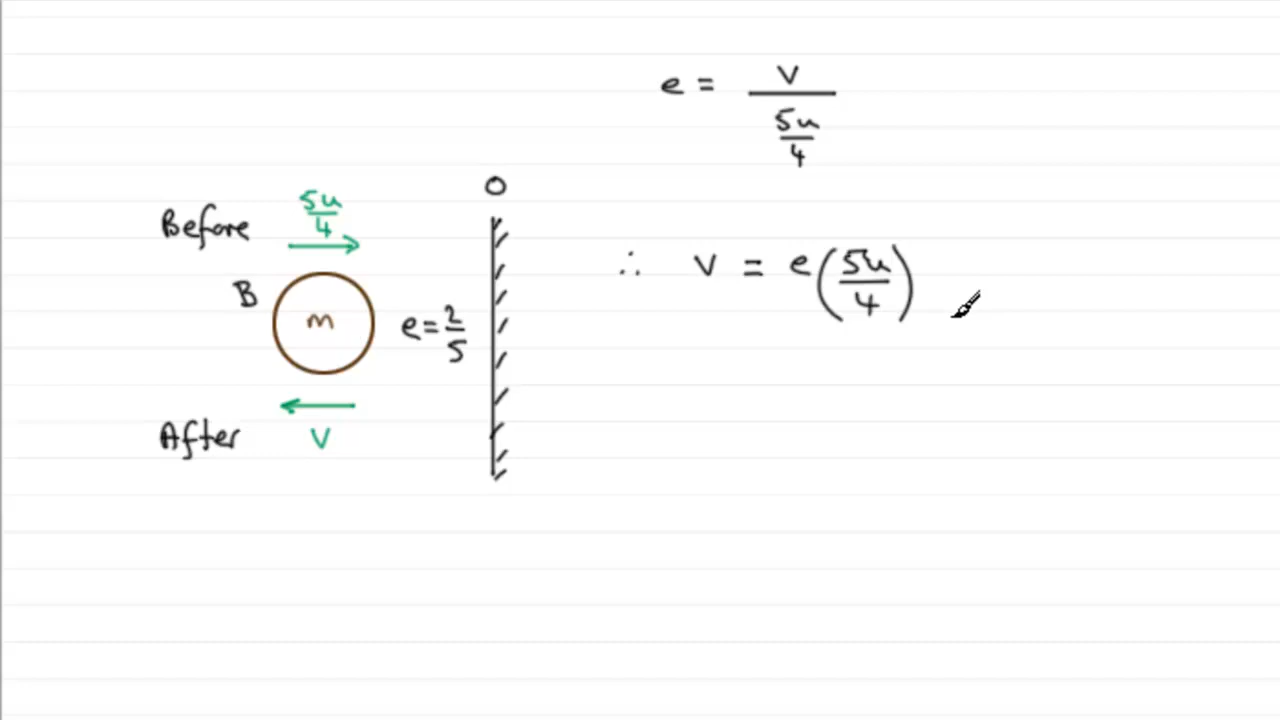 e = v / (5u/4)
0
Before 5u/4
∴ v = e(5u/4)
B m e = 2/5
After v